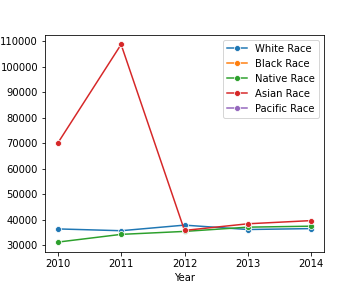 110000
100000
90000
80000
70000
60000
50000
40000
30000
White Race
Black Race
Native Race
Asian Race
Pacific Race
2010 2011 2012 2013 2014
Year